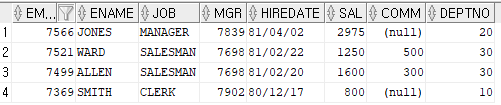 EM... ENAME JOB MGR HIREDATE SAL COMM DEPTNO
1 7566 JONES MANAGER 7839 81/04/02 2975 (null) 20
2 7521 WARD SALESMAN 7698 81/02/22 1250 500 30
3 7499 ALLEN SALESMAN 7698 81/02/20 1600 300 30
4 7369 SMITH CLERK 7902 80/12/17 800 (null) 10